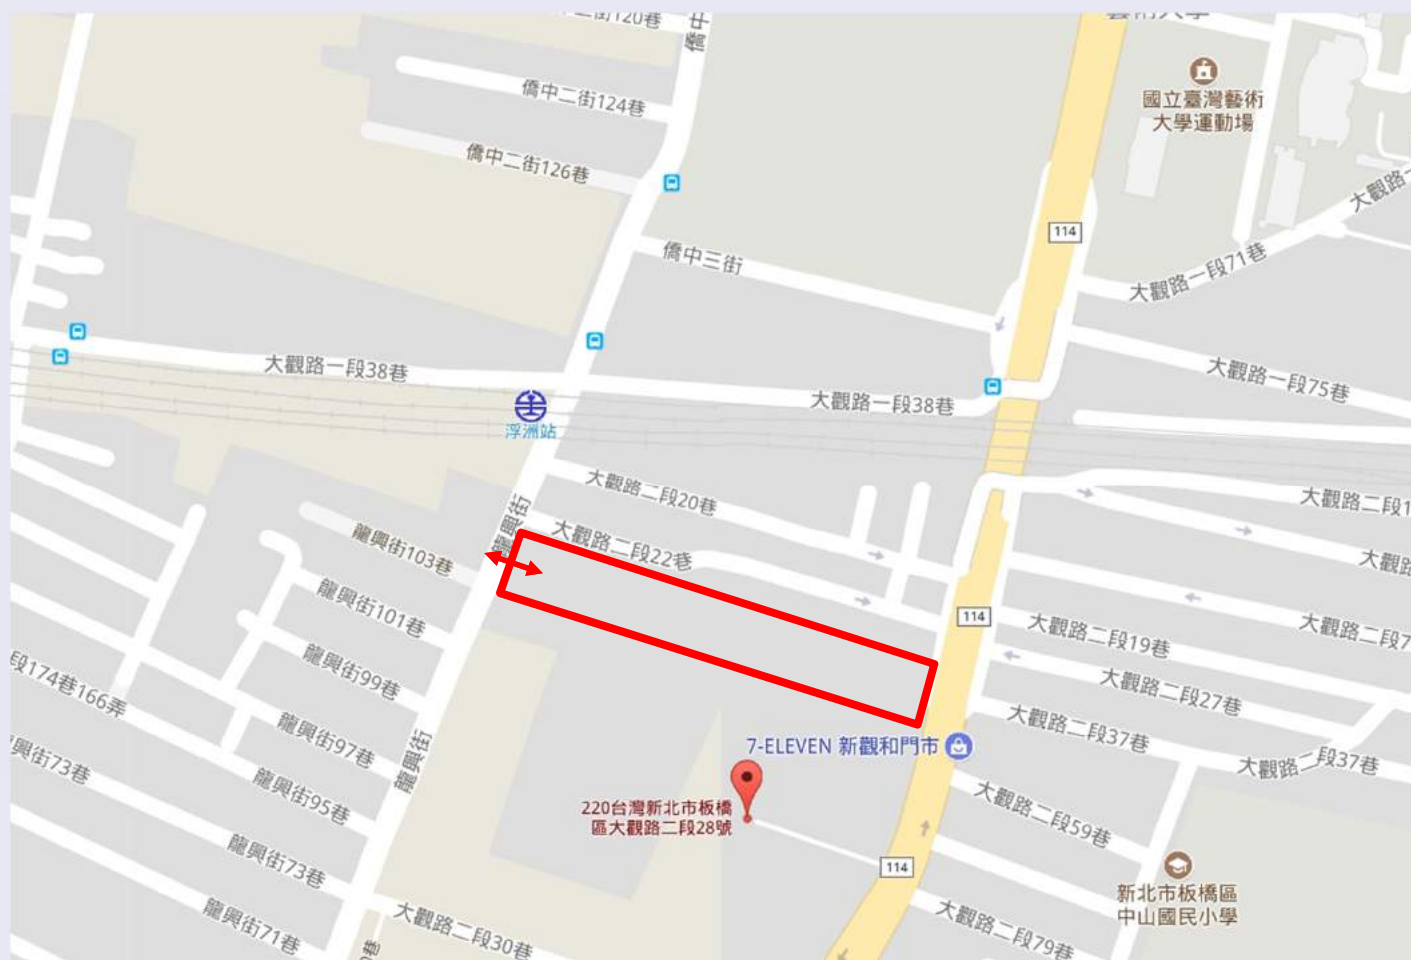 僑中二街124巷
國立臺灣藝術
大學運動場
僑中二街126巷
114
僑中三街
大觀路一段71巷
大觀路一段38巷
大觀路一段75巷
大觀路一段38巷
浮洲站
大觀路二段20巷
龍興街
大觀路二段22巷
龍興街103巷
龍興街101巷
114
大觀路二段19巷
龍興街99巷
大觀路二段27巷
段174巷166弄
龍興街97巷
大觀路二段37巷
7-ELEVEN 新觀和門市
龍興街
大觀路二段37巷
興街73巷
龍興街95巷
220台灣新北市板橋
區大觀路二段28號
大觀路二段59巷
龍興街73巷
114
新北市板橋區
中山國民小學
龍興街71巷
大觀路二段30巷
大觀路二段79巷